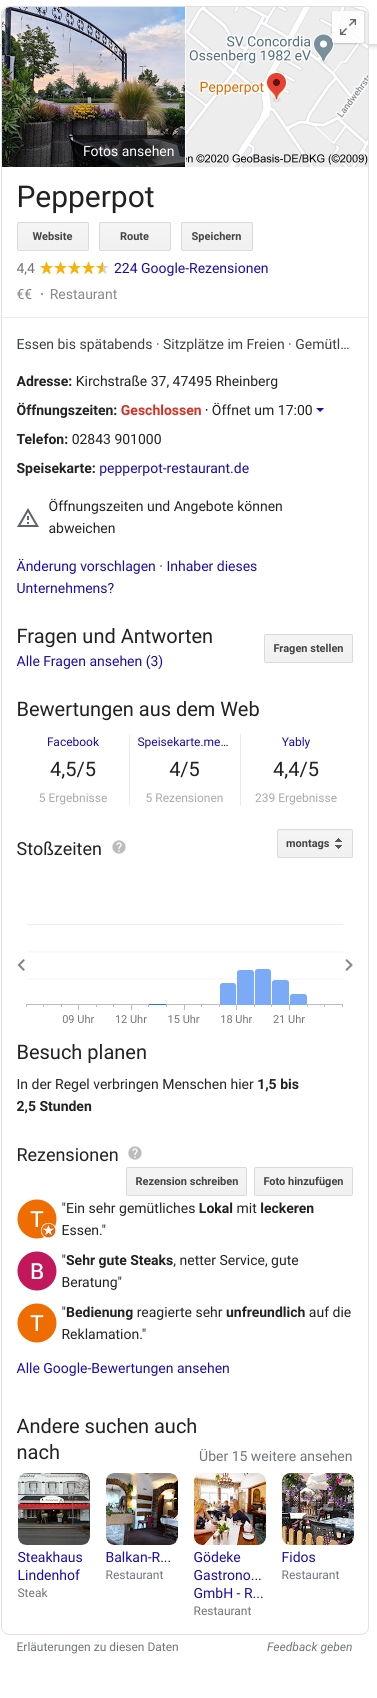 SV Concordia
Ossenberg 1982 eV
Pepperpot
Landwehrst
Fotos ansehen
n ©2020 GeoBasis-DE/BKG (©2009)
Pepperpot
Website Route Speichern
4,4 224 Google-Rezensionen
€€ · Restaurant
Essen bis spätabends · Sitzplätze im Freien · Gemütl...
Adresse: Kirchstraße 37, 47495 Rheinberg
Öffnungszeiten: Geschlossen · Öffnet um 17:00
Telefon: 02843 901000
Speisekarte: pepperpot-restaurant.de
Öffnungszeiten und Angebote können
abweichen
Änderung vorschlagen · Inhaber dieses
Unternehmens?
Fragen und Antworten
Alle Fragen ansehen (3)
Fragen stellen
Bewertungen aus dem Web
Facebook Speisekarte.me... Yably
4,5/5 4/5 4,4/5
5 Ergebnisse 5 Rezensionen 239 Ergebnisse
Stoßzeiten ?
montags
09 Uhr 12 Uhr 15 Uhr 18 Uhr 21 Uhr
Besuch planen
In der Regel verbringen Menschen hier 1,5 bis
2,5 Stunden
Rezensionen ?
Rezension schreiben Foto hinzufügen
T "Ein sehr gemütliches Lokal mit leckeren
Essen."
B "Sehr gute Steaks, netter Service, gute
Beratung"
T "Bedienung reagierte sehr unfreundlich auf die
Reklamation."
Alle Google-Bewertungen ansehen
Andere suchen auch
nach
Über 15 weitere ansehen
Steakhaus
Lindenhof
Steak
Balkan-R...
Restaurant
Gödeke
Gastrono...
GmbH - R...
Restaurant
Fidos
Restaurant
Erläuterungen zu diesen Daten Feedback geben